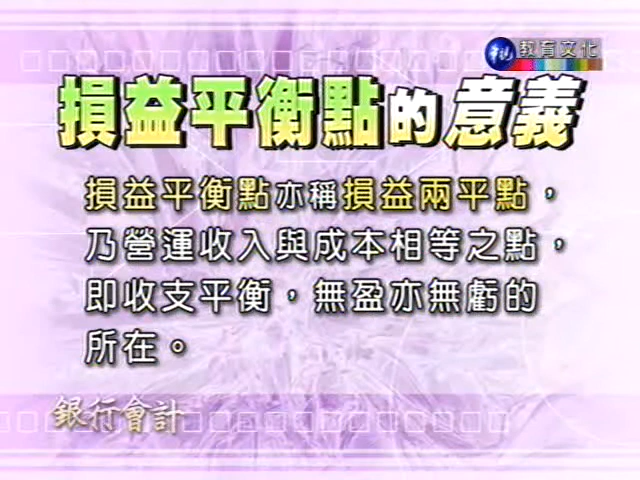 華視 教育文化
損益平衡點的意義
損益平衡點亦稱損益兩平點，
乃營運收入與成本相等之點，
即收支平衡，無盈亦無虧的
所在。
銀行會計